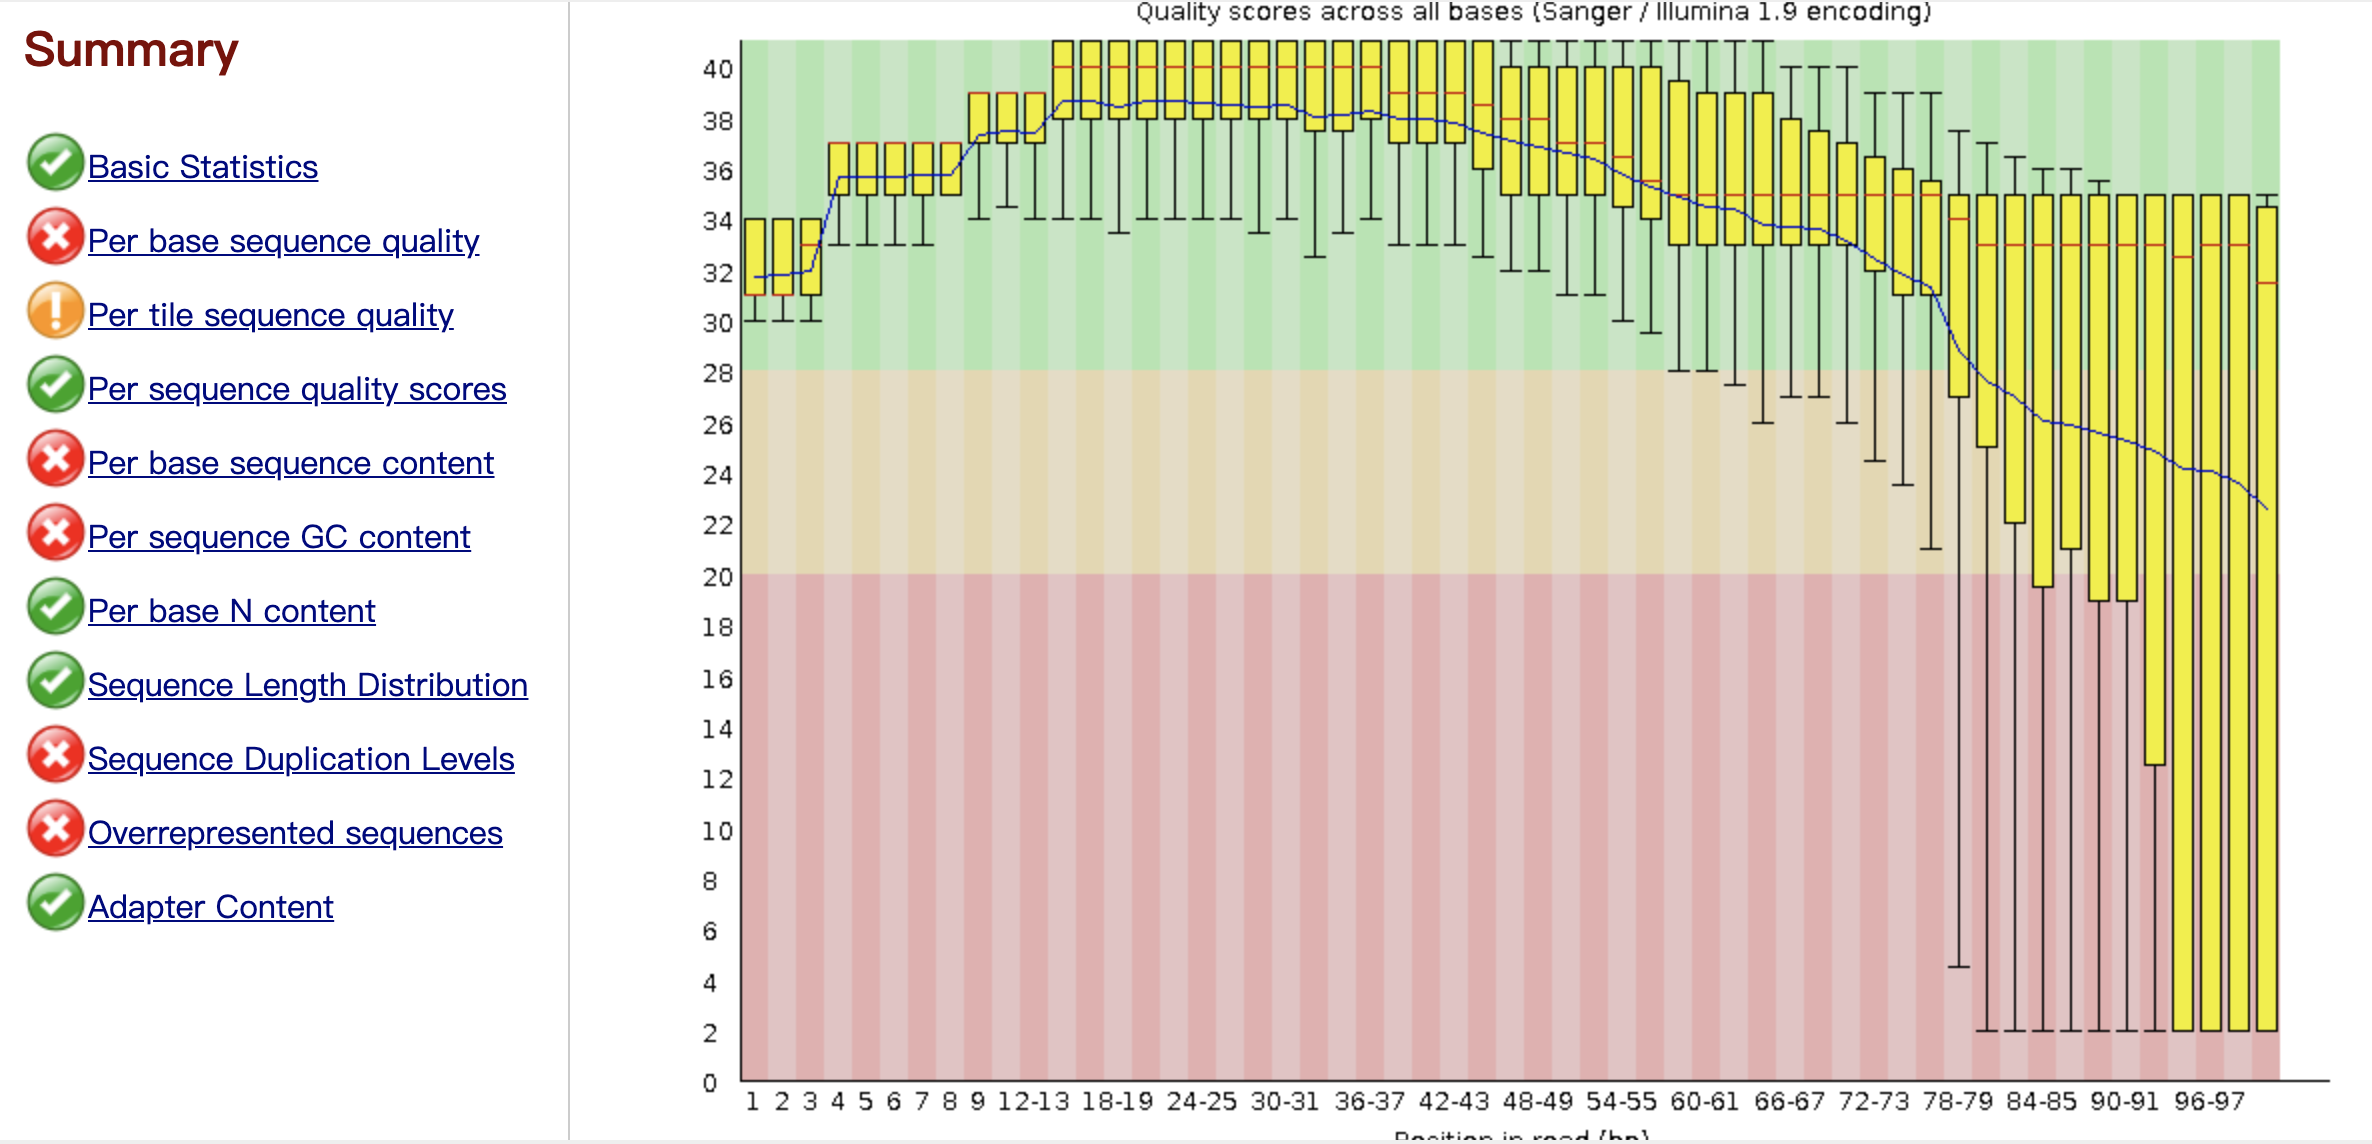 Summary
Basic Statistics
Per base sequence quality
Per tile sequence quality
Per sequence quality scores
Per base sequence content
Per sequence GC content
Per base N content
Sequence Length Distribution
Sequence Duplication Levels
Overrepresented sequences
Adapter Content
Quality scores across all bases (Sanger / Illumina 1.9 encoding)
40
38
36
34
32
30
28
26
24
22
20
18
16
14
12
10
8
6
4
2
0
1 2 3 4 5 6 7 8 9 12-13 18-19 24-25 30-31 36-37 42-43 48-49 54-55 60-61 66-67 72-73 78-79 84-85 90-91 96-97
Position in read (bp)